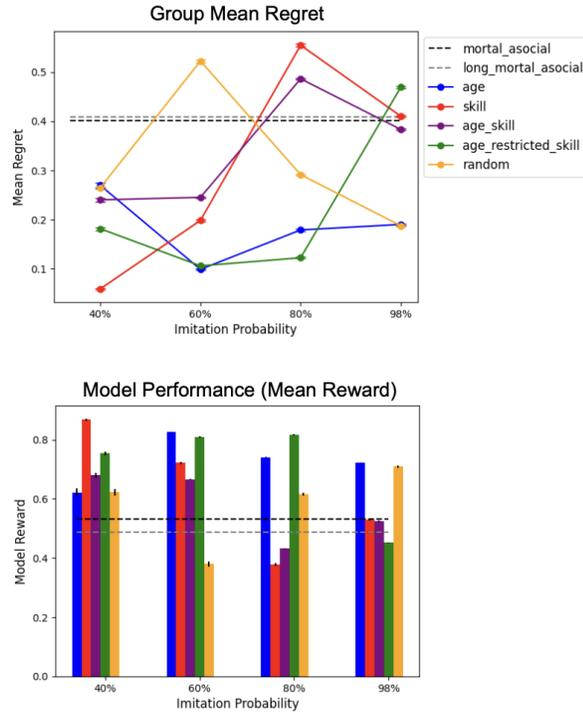 Group Mean Regret
0.5
0.4
0.3
0.2
0.1
Mean Regret
40%
60%
80%
98%
Imitation Probability
mortal_asocial
long_mortal_asocial
age
skill
age_skill
age_restricted_skill
random
Model Performance (Mean Reward)
0.8
0.6
0.4
0.2
0.0
Model Reward
40%
60%
80%
98%
Imitation Probability